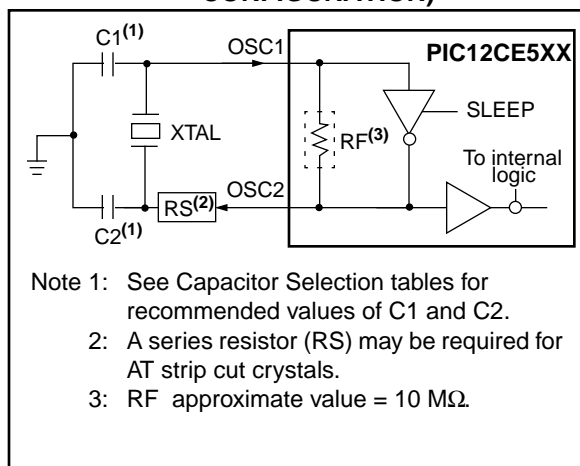 C1(1)
OSC1
PIC12CE5XX
SLEEP
XTAL
RF(3)
To internal
logic
OSC2
RS(2)
C2(1)
Note 1: See Capacitor Selection tables for
recommended values of C1 and C2.
2: A series resistor (RS) may be required for
AT strip cut crystals.
3: RF approximate value = 10 MΩ.